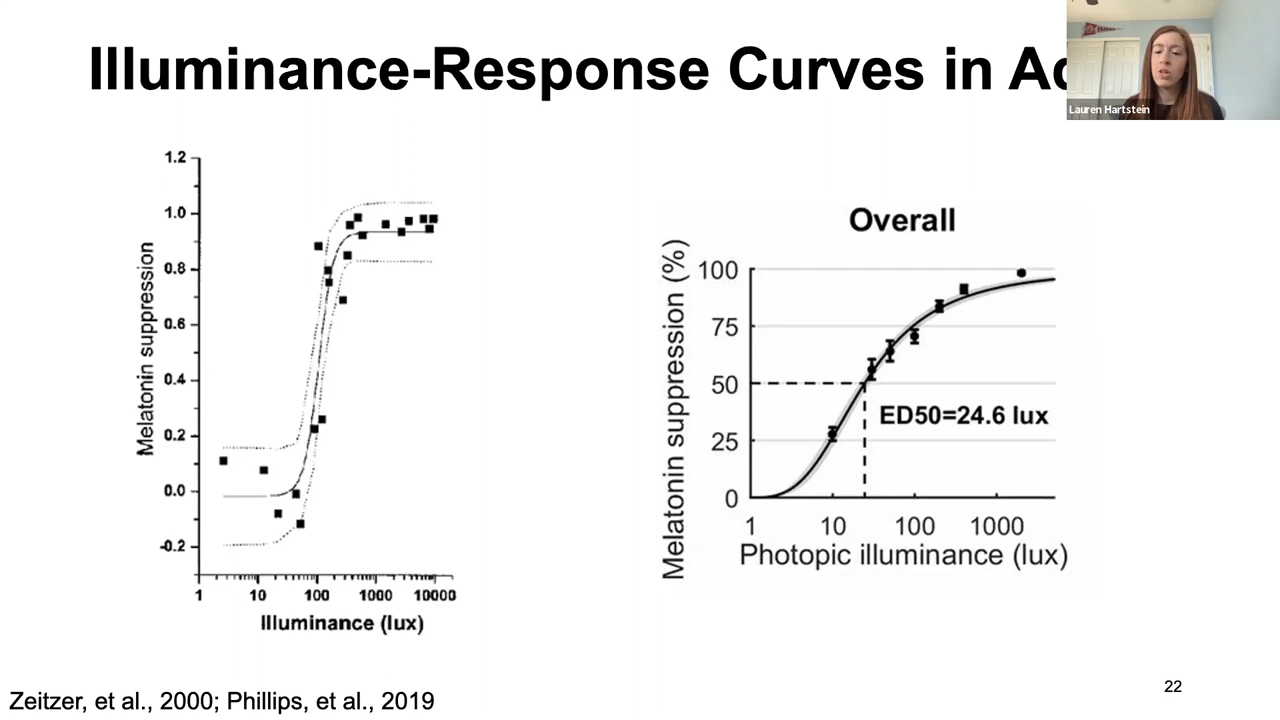 Illuminance-Response Curves in
Lauren Hartstein
1.2
1.0
0.8
0.6
0.4
0.2
0.0
-0.2
Melatonin suppression
1
10
100
1000
10000
Illuminance (lux)
Overall
Melatonin suppression (%)
100
75
50
25
0
ED50=24.6 lux
1
10
100
1000
Photopic illuminance (lux)
Zeitzer, et al., 2000; Phillips, et al., 2019
22